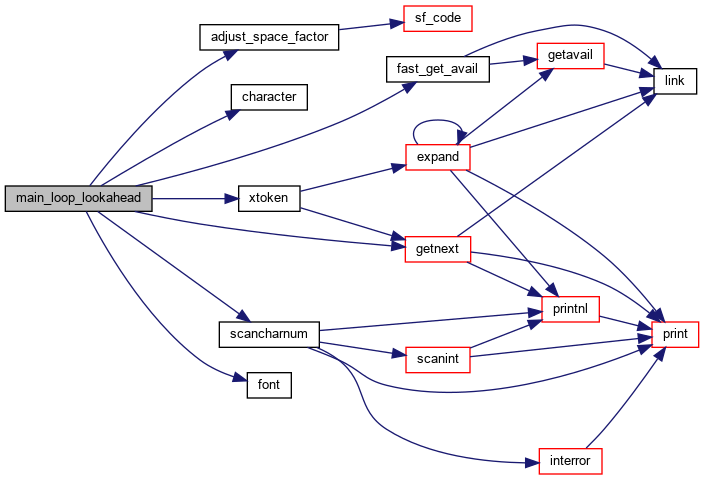 sf_code
adjust_space_factor
getavail
fast_get_avail
link
character
expand
main_loop_lookahead
xtoken
getnext
printnl
scancharnum
print
scanint
font
interror